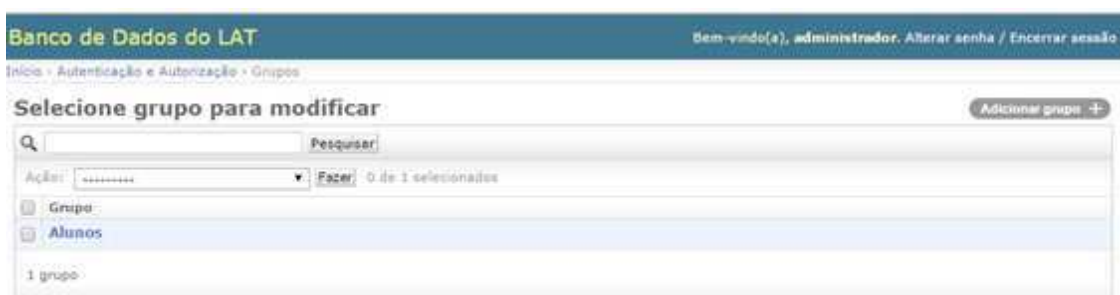 Banco de Dados do LAT
Bem-vindo(a), administrador. Alterar senha / Encerrar sessão
Início › Autenticação e Autorização › Grupos
Selecione grupo para modificar
Adicionar grupo +
Pesquisar
Ação: --------- Fazer 0 de 1 selecionados
Grupo
Alunos
1 grupo